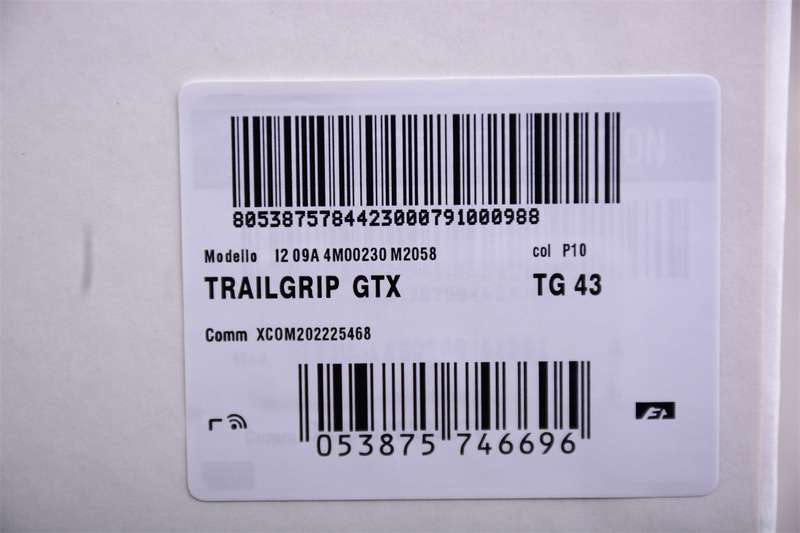 8053875784423000791000988
Modello I2 09A 4M00230 M2058 col P10
TRAILGRIP GTX TG 43
Comm XCOM202225468
053875 746696